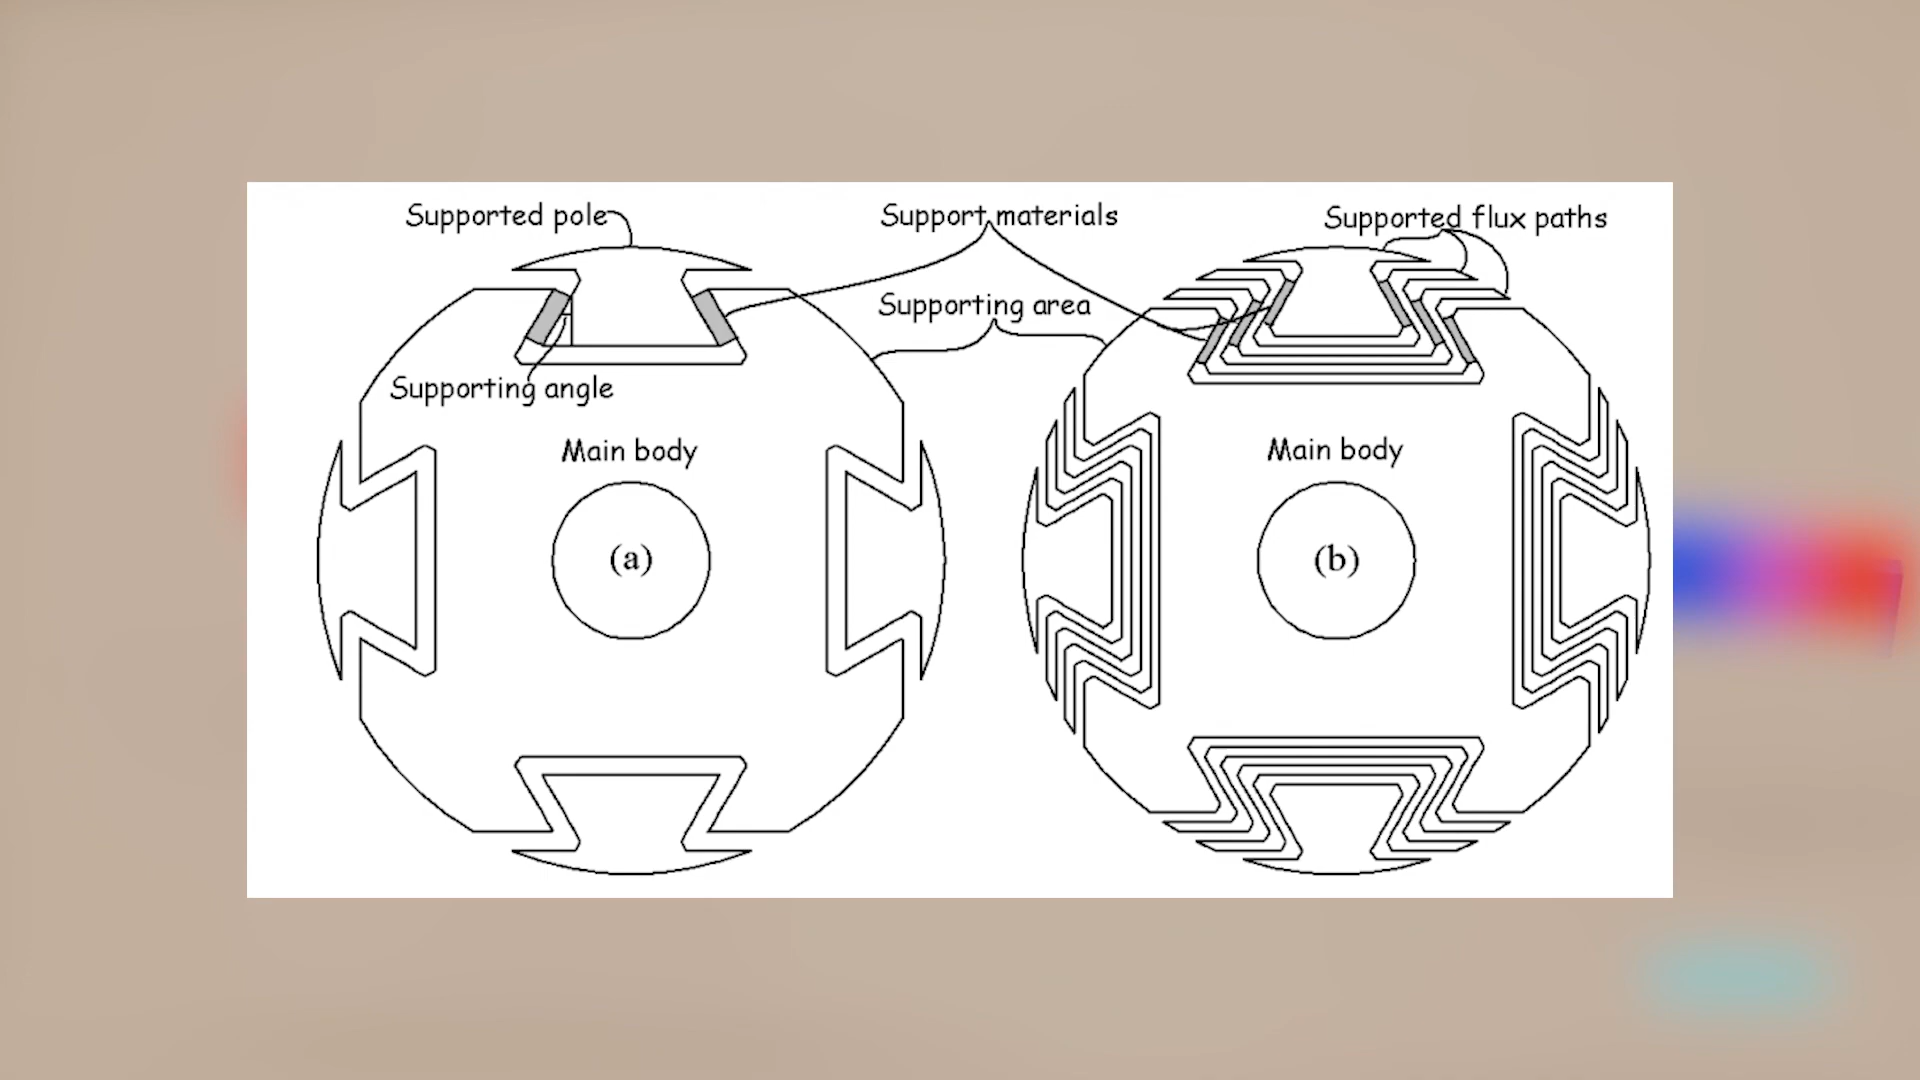 Supported pole
Support materials
Supported flux paths
Supporting area
Supporting angle
Main body
Main body
(a)
(b)